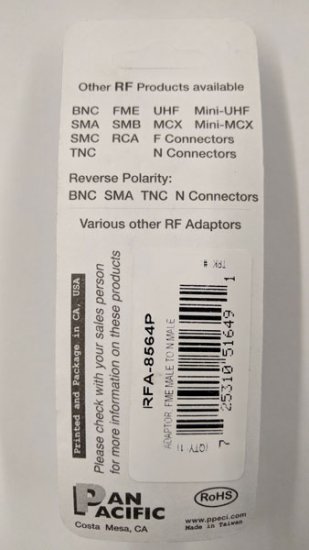 Other RF Products available
BNC FME UHF Mini-UHF
SMA SMB MCX Mini-MCX
SMC RCA F Connectors
TNC N Connectors
Reverse Polarity:
BNC SMA TNC N Connectors
Various other RF Adaptors
Printed and Package in CA, USA
Please check with your sales person
for more information on these products
RFA-8564P
ADAPTOR, FME MALE TO N MALE
(QTY 1)
7 25310 51649 1
TRK #
PAN
PACIFIC
Costa Mesa, CA
RoHS
www.ppeci.com
Made in Taiwan